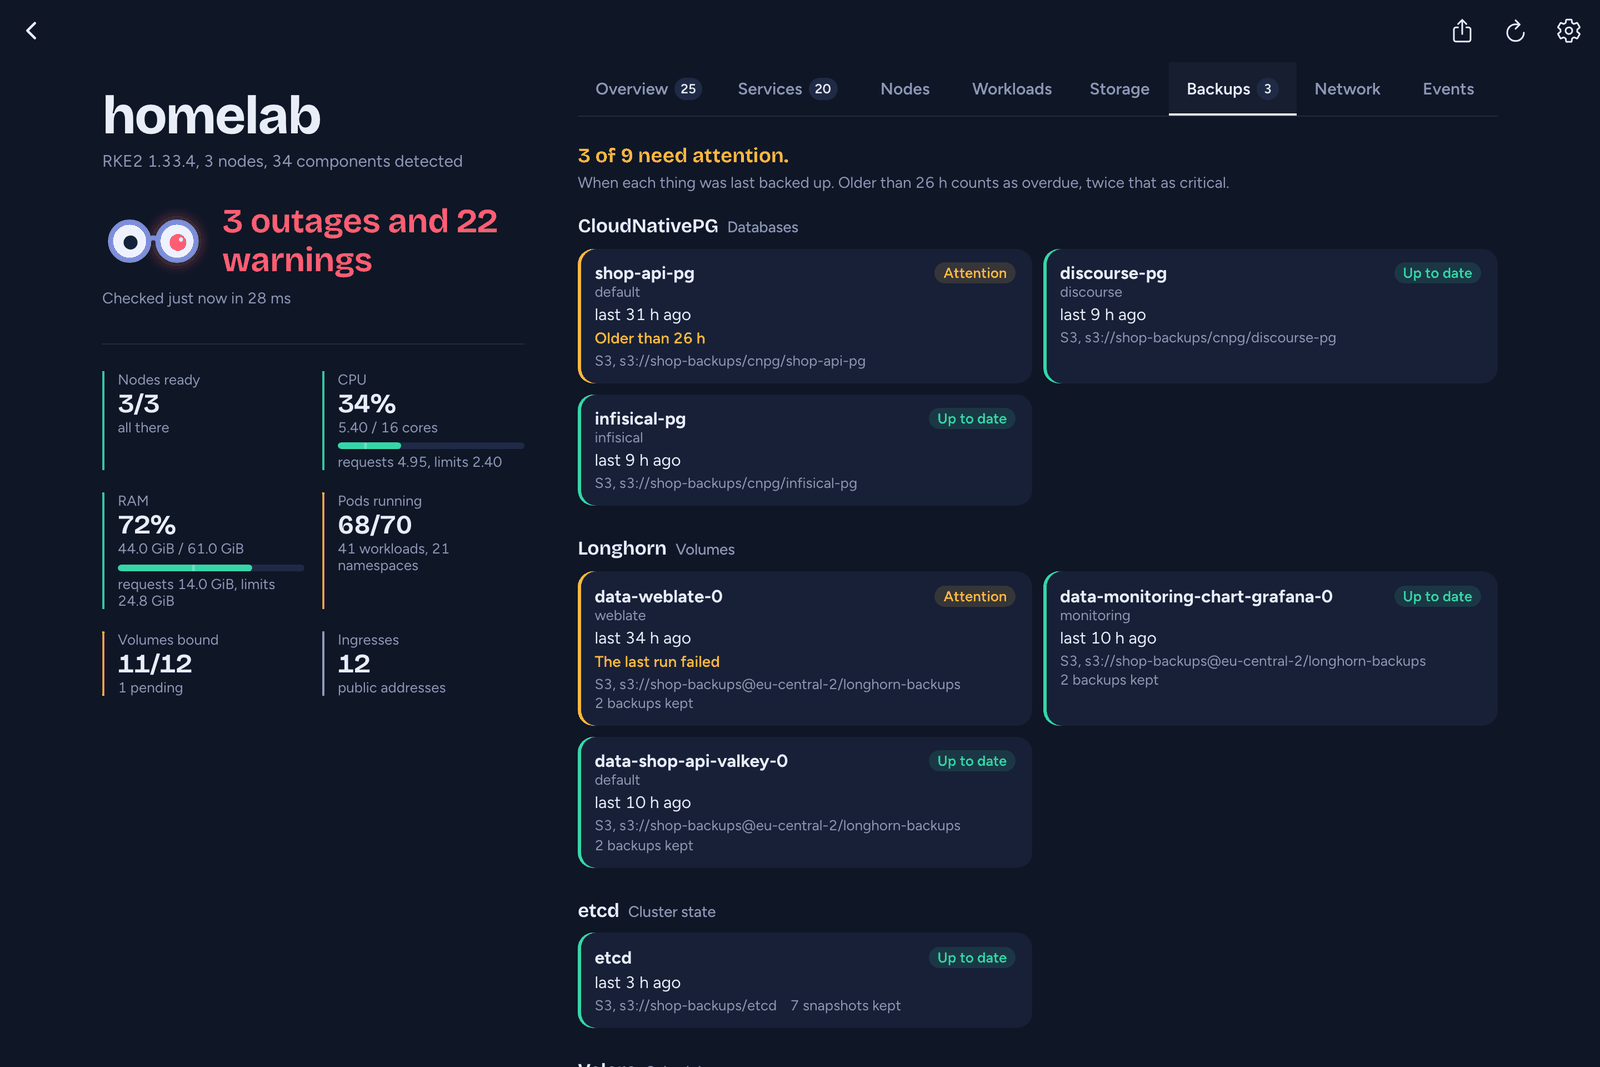 homelab
RKE2 1.33.4, 3 nodes, 34 components detected
3 outages and 22
warnings
Checked just now in 28 ms
Nodes ready
3/3
all there
CPU
34%
5.40 / 16 cores
requests 4.95, limits 2.40
RAM
72%
44.0 GiB / 61.0 GiB
requests 14.0 GiB, limits
24.8 GiB
Pods running
68/70
41 workloads, 21
namespaces
Volumes bound
11/12
1 pending
Ingresses
12
public addresses
Overview 25
Services 20
Nodes
Workloads
Storage
Backups 3
Network
Events
3 of 9 need attention.
When each thing was last backed up. Older than 26 h counts as overdue, twice that as critical.
CloudNativePG Databases
shop-api-pg Attention
default
last 31 h ago
Older than 26 h
S3, s3://shop-backups/cnpg/shop-api-pg
discourse-pg Up to date
discourse
last 9 h ago
S3, s3://shop-backups/cnpg/discourse-pg
infisical-pg Up to date
infisical
last 9 h ago
S3, s3://shop-backups/cnpg/infisical-pg
Longhorn Volumes
data-weblate-0 Attention
weblate
last 34 h ago
The last run failed
S3, s3://shop-backups@eu-central-2/longhorn-backups
2 backups kept
data-monitoring-chart-grafana-0 Up to date
monitoring
last 10 h ago
S3, s3://shop-backups@eu-central-2/longhorn-backups
2 backups kept
data-shop-api-valkey-0 Up to date
default
last 10 h ago
S3, s3://shop-backups@eu-central-2/longhorn-backups
2 backups kept
etcd Cluster state
etcd Up to date
last 3 h ago
S3, s3://shop-backups/etcd 7 snapshots kept